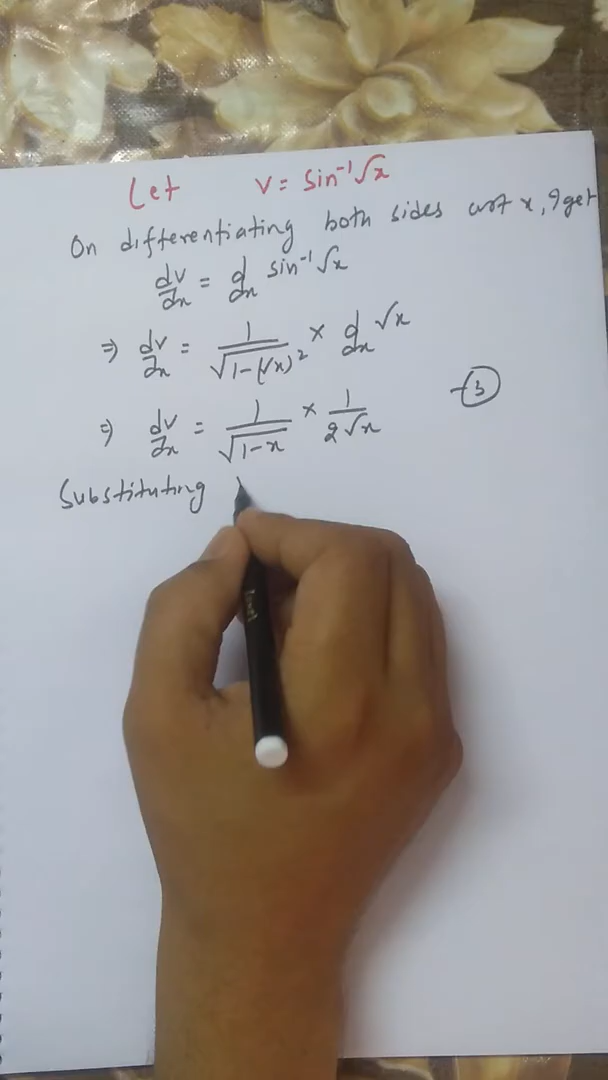 Let v = sin⁻¹√x
On differentiating both sides wrt x, I get
dv/dx = d/dx sin⁻¹√x
⇒ dv/dx = 1/√(1-(√x)²) × d/dx √x
⇒ dv/dx = 1/√(1-x) × 1/(2√x) -③
Substituting